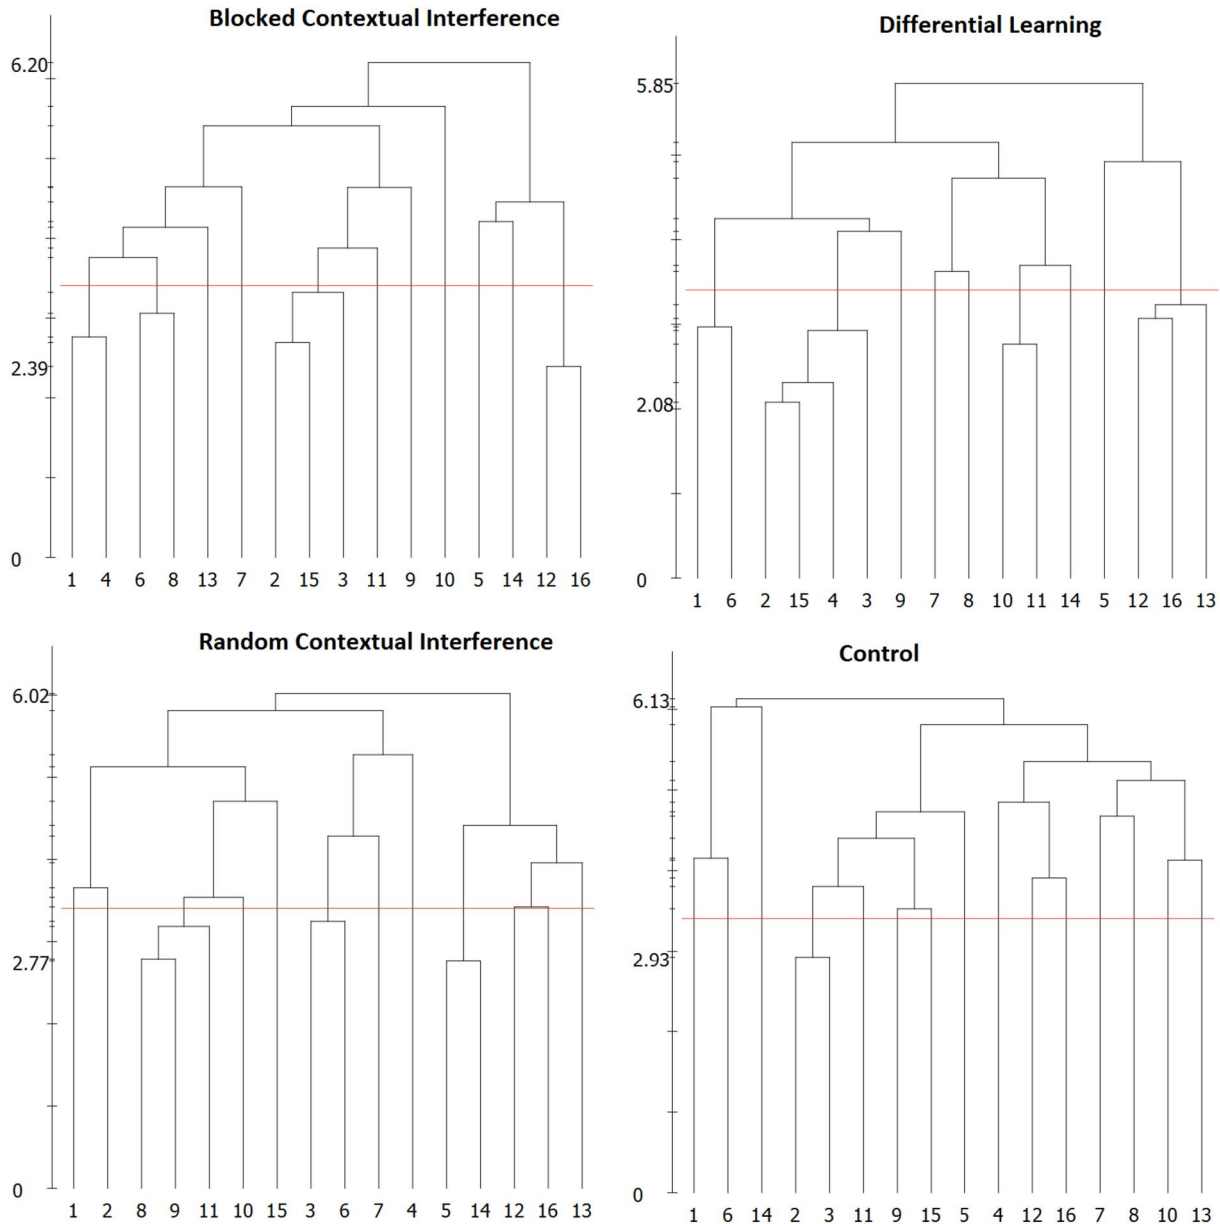 Blocked Contextual Interference
6.20
2.39
0
1 4 6 8 13 7 2 15 3 11 9 10 5 14 12 16
Differential Learning
5.85
2.08
0
1 6 2 15 4 3 9 7 8 10 11 14 5 12 16 13
Random Contextual Interference
6.02
2.77
0
1 2 8 9 11 10 15 3 6 7 4 5 14 12 16 13
Control
6.13
2.93
0
1 6 14 2 3 11 9 15 5 4 12 16 7 8 10 13